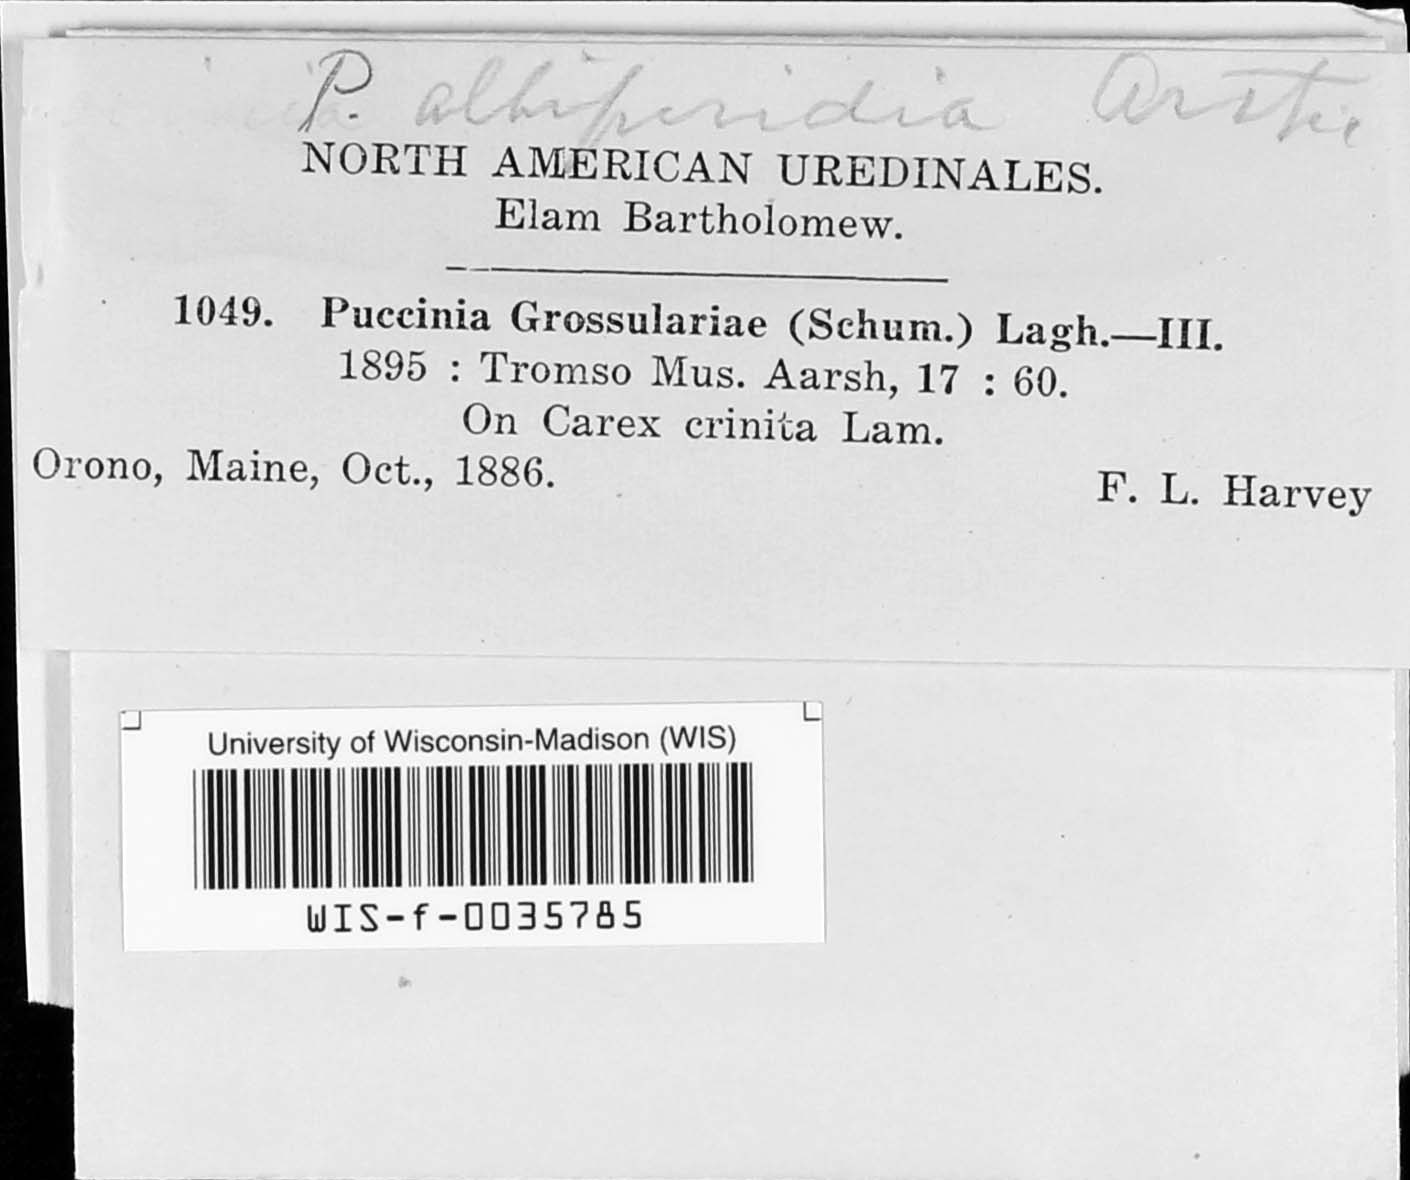 P. albiperidia Arthur
NORTH AMERICAN UREDINALES.
Elam Bartholomew.
1049. Puccinia Grossulariae (Schum.) Lagh.—III.
1895 : Tromso Mus. Aarsh, 17 : 60.
On Carex crinita Lam.
Orono, Maine, Oct., 1886.
F. L. Harvey
University of Wisconsin-Madison (WIS)
WIS-f-0035785